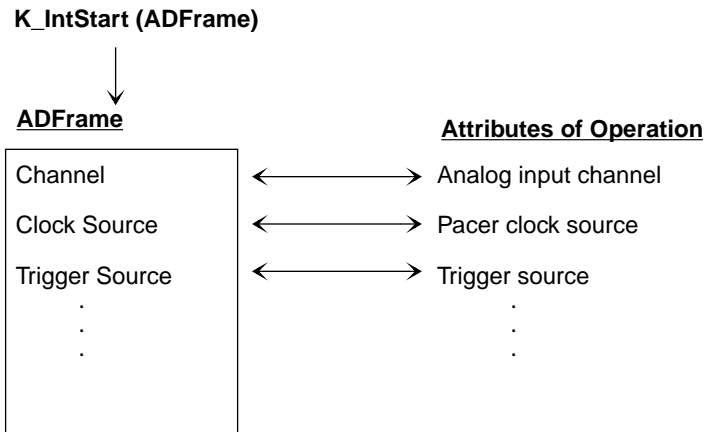 K_IntStart (ADFrame)
ADFrame
Attributes of Operation
Channel
Analog input channel
Clock Source
Pacer clock source
Trigger Source
Trigger source
. .
. .
. .